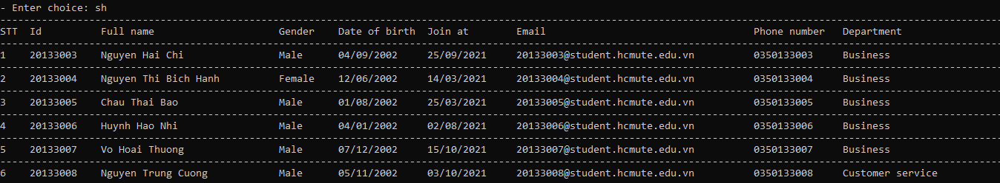 - Enter choice: sh
STT Id Full name Gender Date of birth Join at Email Phone number Department
1 20133003 Nguyen Hai Chi Male 04/09/2002 25/09/2021 20133003@student.hcmute.edu.vn 0350133003 Business
2 20133004 Nguyen Thi Bich Hanh Female 12/06/2002 14/03/2021 20133004@student.hcmute.edu.vn 0350133004 Business
3 20133005 Chau Thai Bao Male 01/08/2002 25/03/2021 20133005@student.hcmute.edu.vn 0350133005 Business
4 20133006 Huynh Hao Nhi Male 04/01/2002 02/08/2021 20133006@student.hcmute.edu.vn 0350133006 Business
5 20133007 Vo Hoai Thuong Male 07/12/2002 15/10/2021 20133007@student.hcmute.edu.vn 0350133007 Business
6 20133008 Nguyen Trung Cuong Male 05/11/2002 03/10/2021 20133008@student.hcmute.edu.vn 0350133008 Customer service